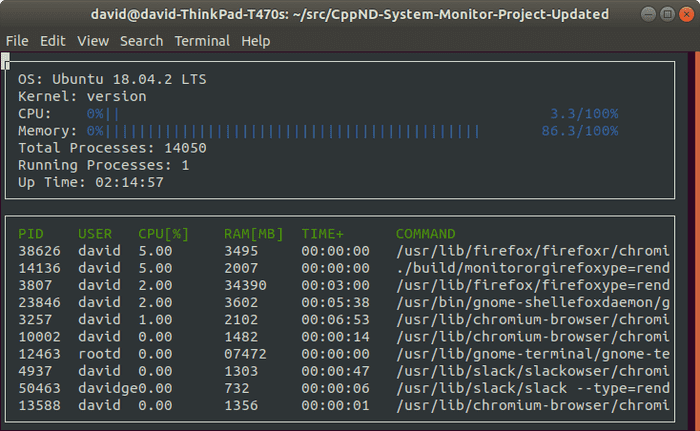 david@david-ThinkPad-T470s: ~/src/CppND-System-Monitor-Project-Updated
File Edit View Search Terminal Help
OS: Ubuntu 18.04.2 LTS
Kernel: version
CPU: 0%|| 3.3/100%
Memory: 0%|||||||||||||||||||||||||||||||||||||||||||| 86.3/100%
Total Processes: 14050
Running Processes: 1
Up Time: 02:14:57
PID USER CPU[%] RAM[MB] TIME+ COMMAND
38626 david 5.00 3495 00:00:00 /usr/lib/firefox/firefoxr/chromi
14136 david 5.00 2007 00:00:00 ./build/monitororgirefoxype=rend
3807 david 2.00 34390 00:03:00 /usr/lib/firefox/firefoxype=rend
23846 david 2.00 3602 00:05:38 /usr/bin/gnome-shellefoxdaemon/g
3257 david 1.00 2102 00:06:53 /usr/lib/chromium-browser/chromi
10002 david 0.00 1482 00:00:14 /usr/lib/chromium-browser/chromi
12463 rootd 0.00 07472 00:00:00 /usr/lib/gnome-terminal/gnome-te
4937 david 0.00 1303 00:00:47 /usr/lib/slack/slackowser/chromi
50463 davidge0.00 732 00:00:06 /usr/lib/slack/slack --type=rend
13588 david 0.00 1356 00:00:01 /usr/lib/chromium-browser/chromi